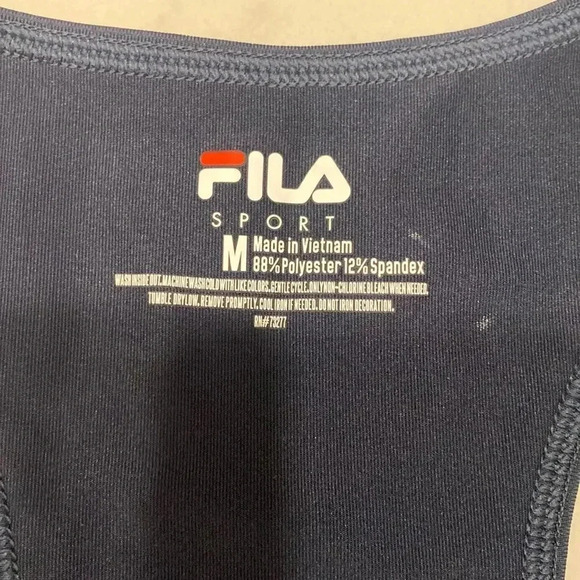 FILA
SPORT
M Made in Vietnam
88% Polyester 12% Spandex
WASH INSIDE OUT. MACHINE WASH COLD WITH LIKE COLORS. GENTLE CYCLE. ONLY NON-CHLORINE BLEACH WHEN NEEDED.
TUMBLE DRY LOW. REMOVE PROMPTLY. COOL IRON IF NEEDED. DO NOT IRON DECORATION.
RN#79277